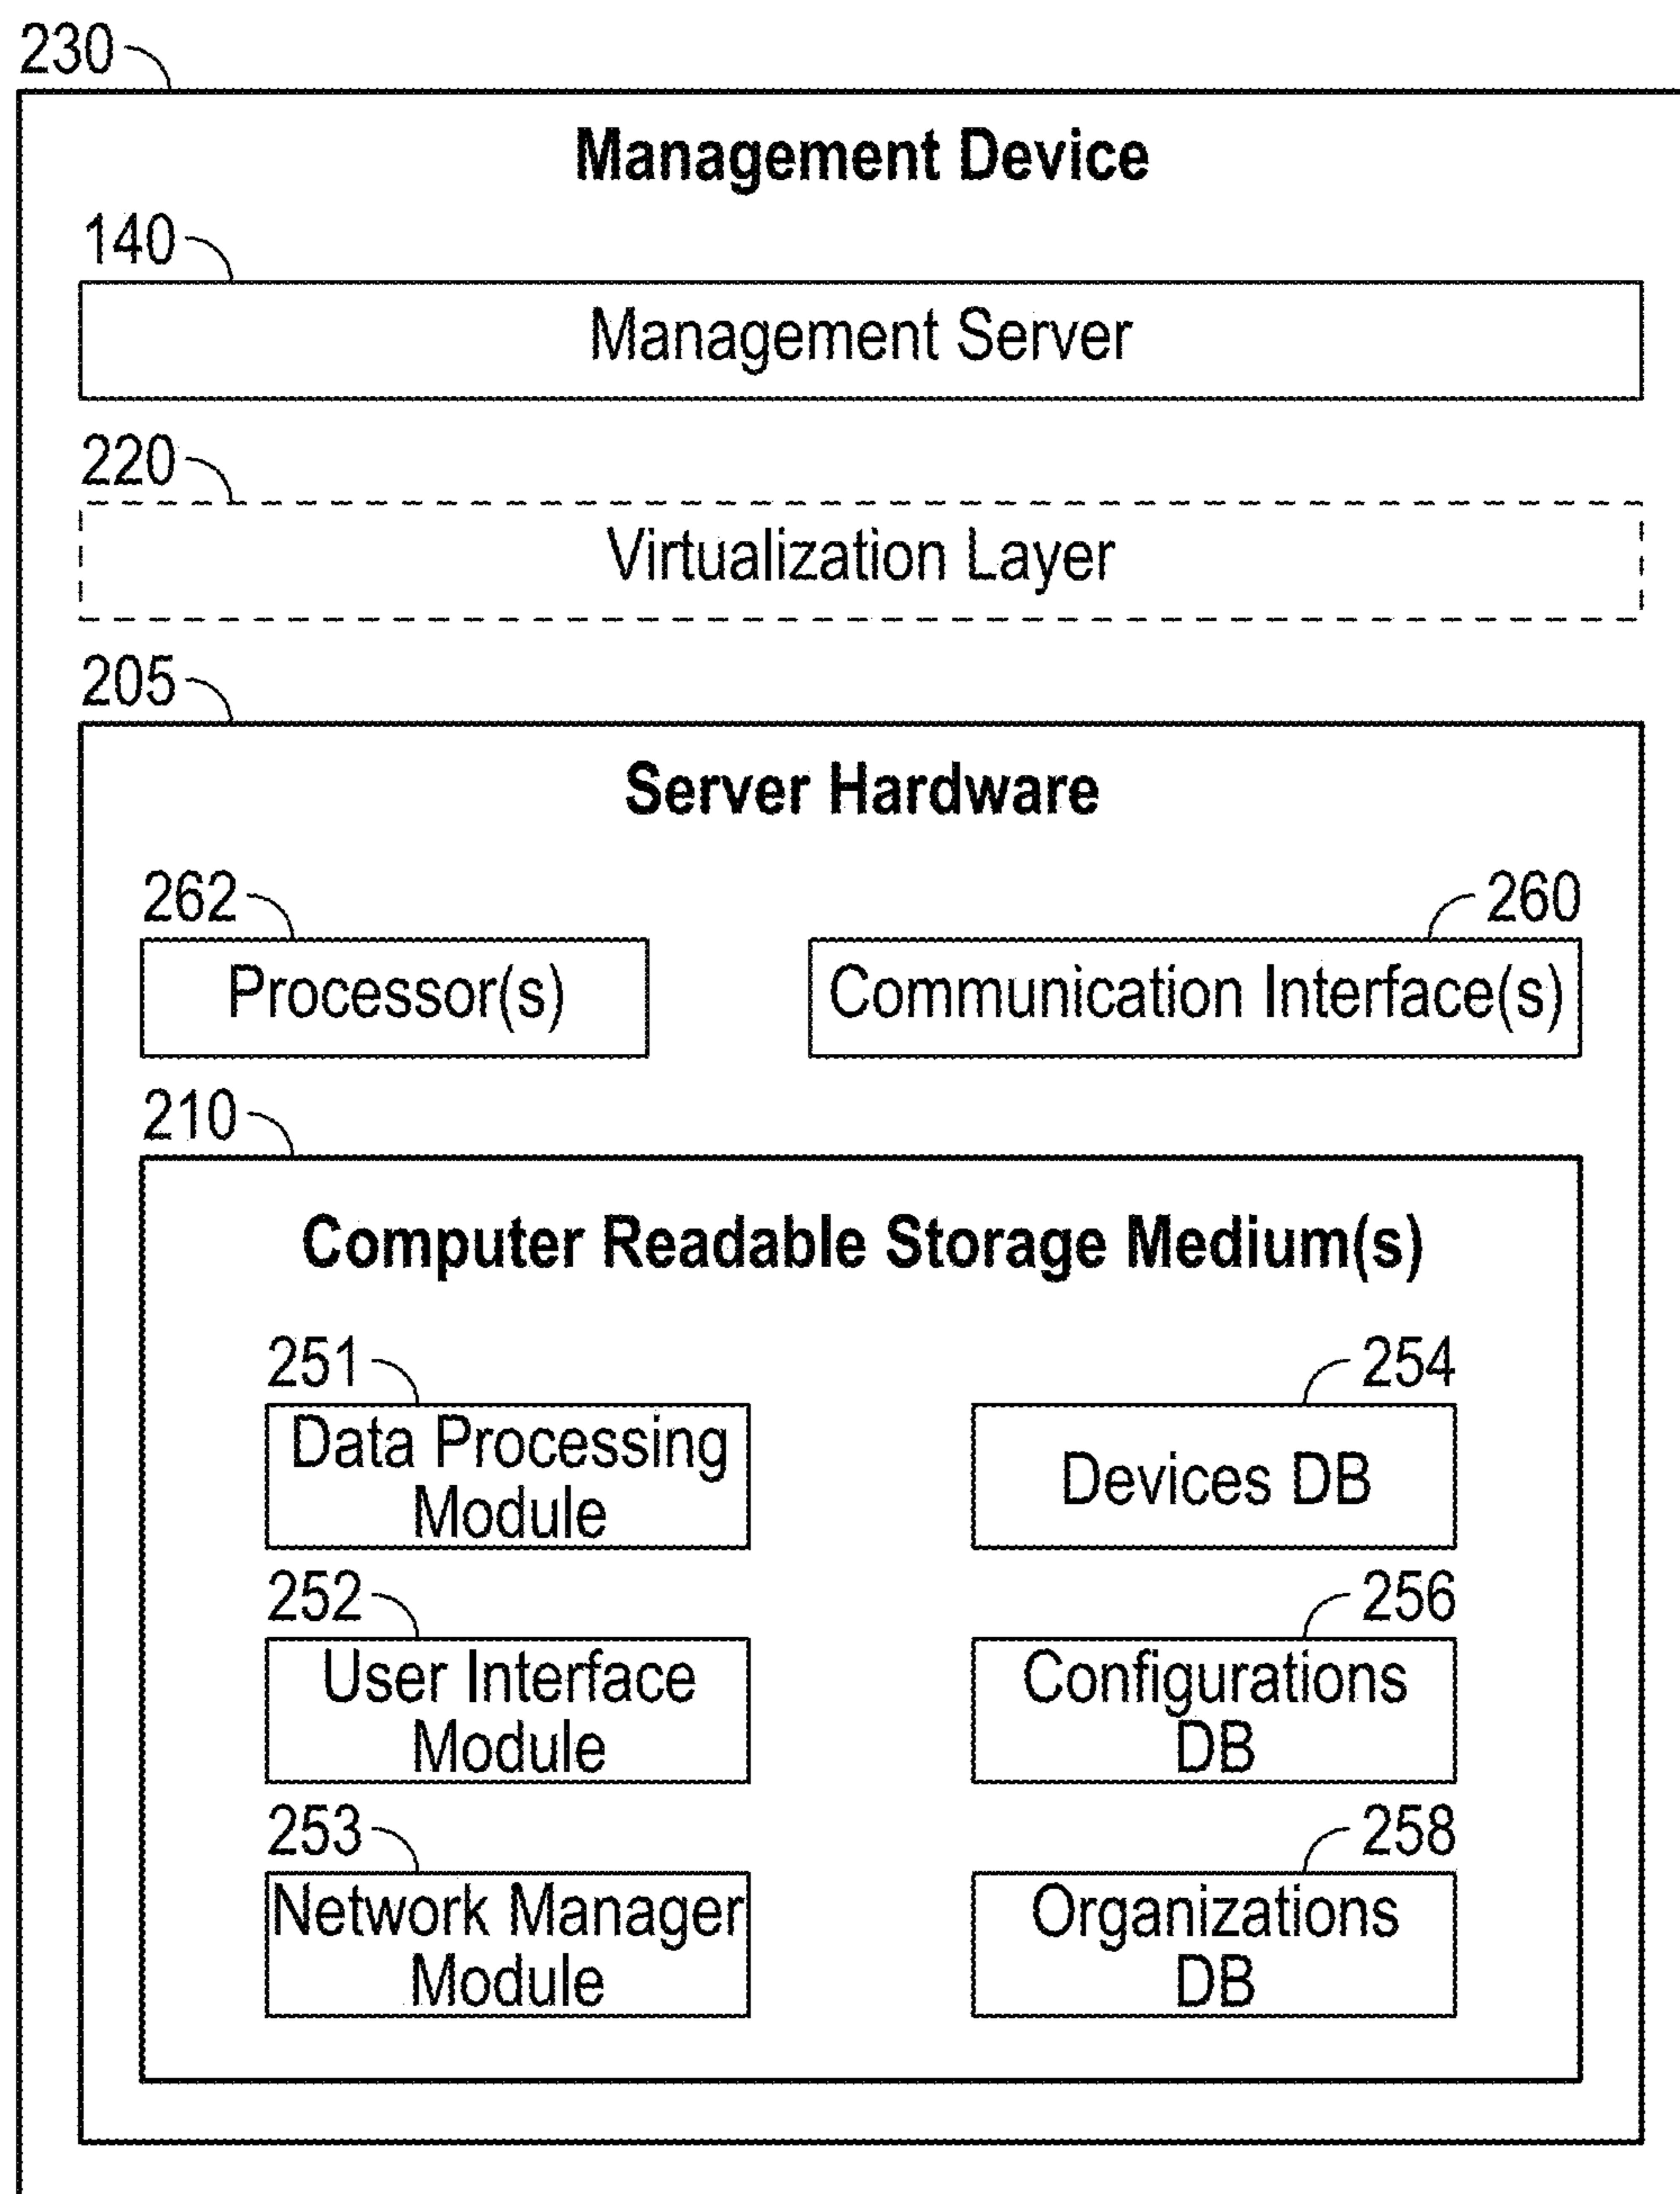 230
Management Device
140
Management Server
220
Virtualization Layer
205
Server Hardware
262
260
Processor(s)
Communication Interface(s)
210
Computer Readable Storage Medium(s)
251
254
Data Processing
Module
Devices DB
252
256
User Interface
Module
Configurations
DB
253
258
Network Manager
Module
Organizations
DB